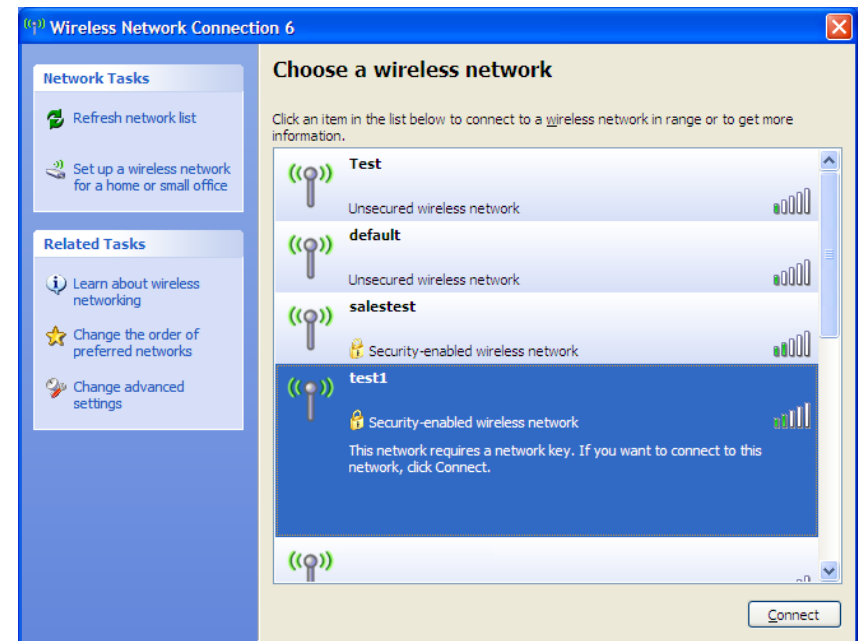 Wireless Network Connection 6
Network Tasks
Refresh network list
Set up a wireless network
for a home or small office
Related Tasks
Learn about wireless
networking
Change the order of
preferred networks
Change advanced
settings
Choose a wireless network
Click an item in the list below to connect to a wireless network in range or to get more
information.
Test
Unsecured wireless network
default
Unsecured wireless network
salestest
Security-enabled wireless network
test1
Security-enabled wireless network
This network requires a network key. If you want to connect to this
network, click Connect.
Connect